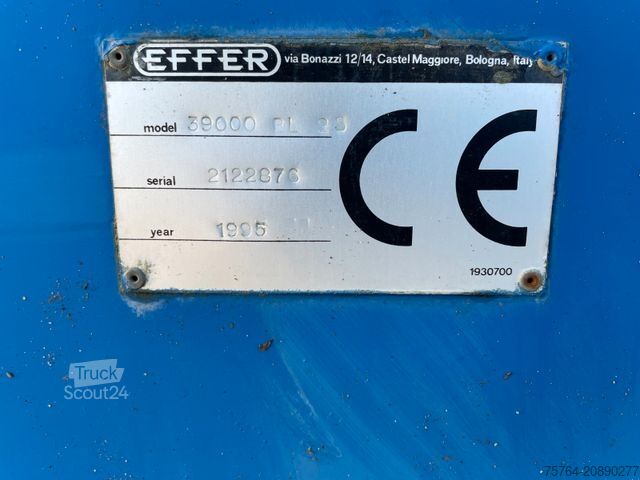 EFFER via Bonazzi 12/14, Castel Maggiore, Bologna, Italy
model 39000
serial 2122876
year 1995
CE
1930700
Truck
Scout24
75764-20890277